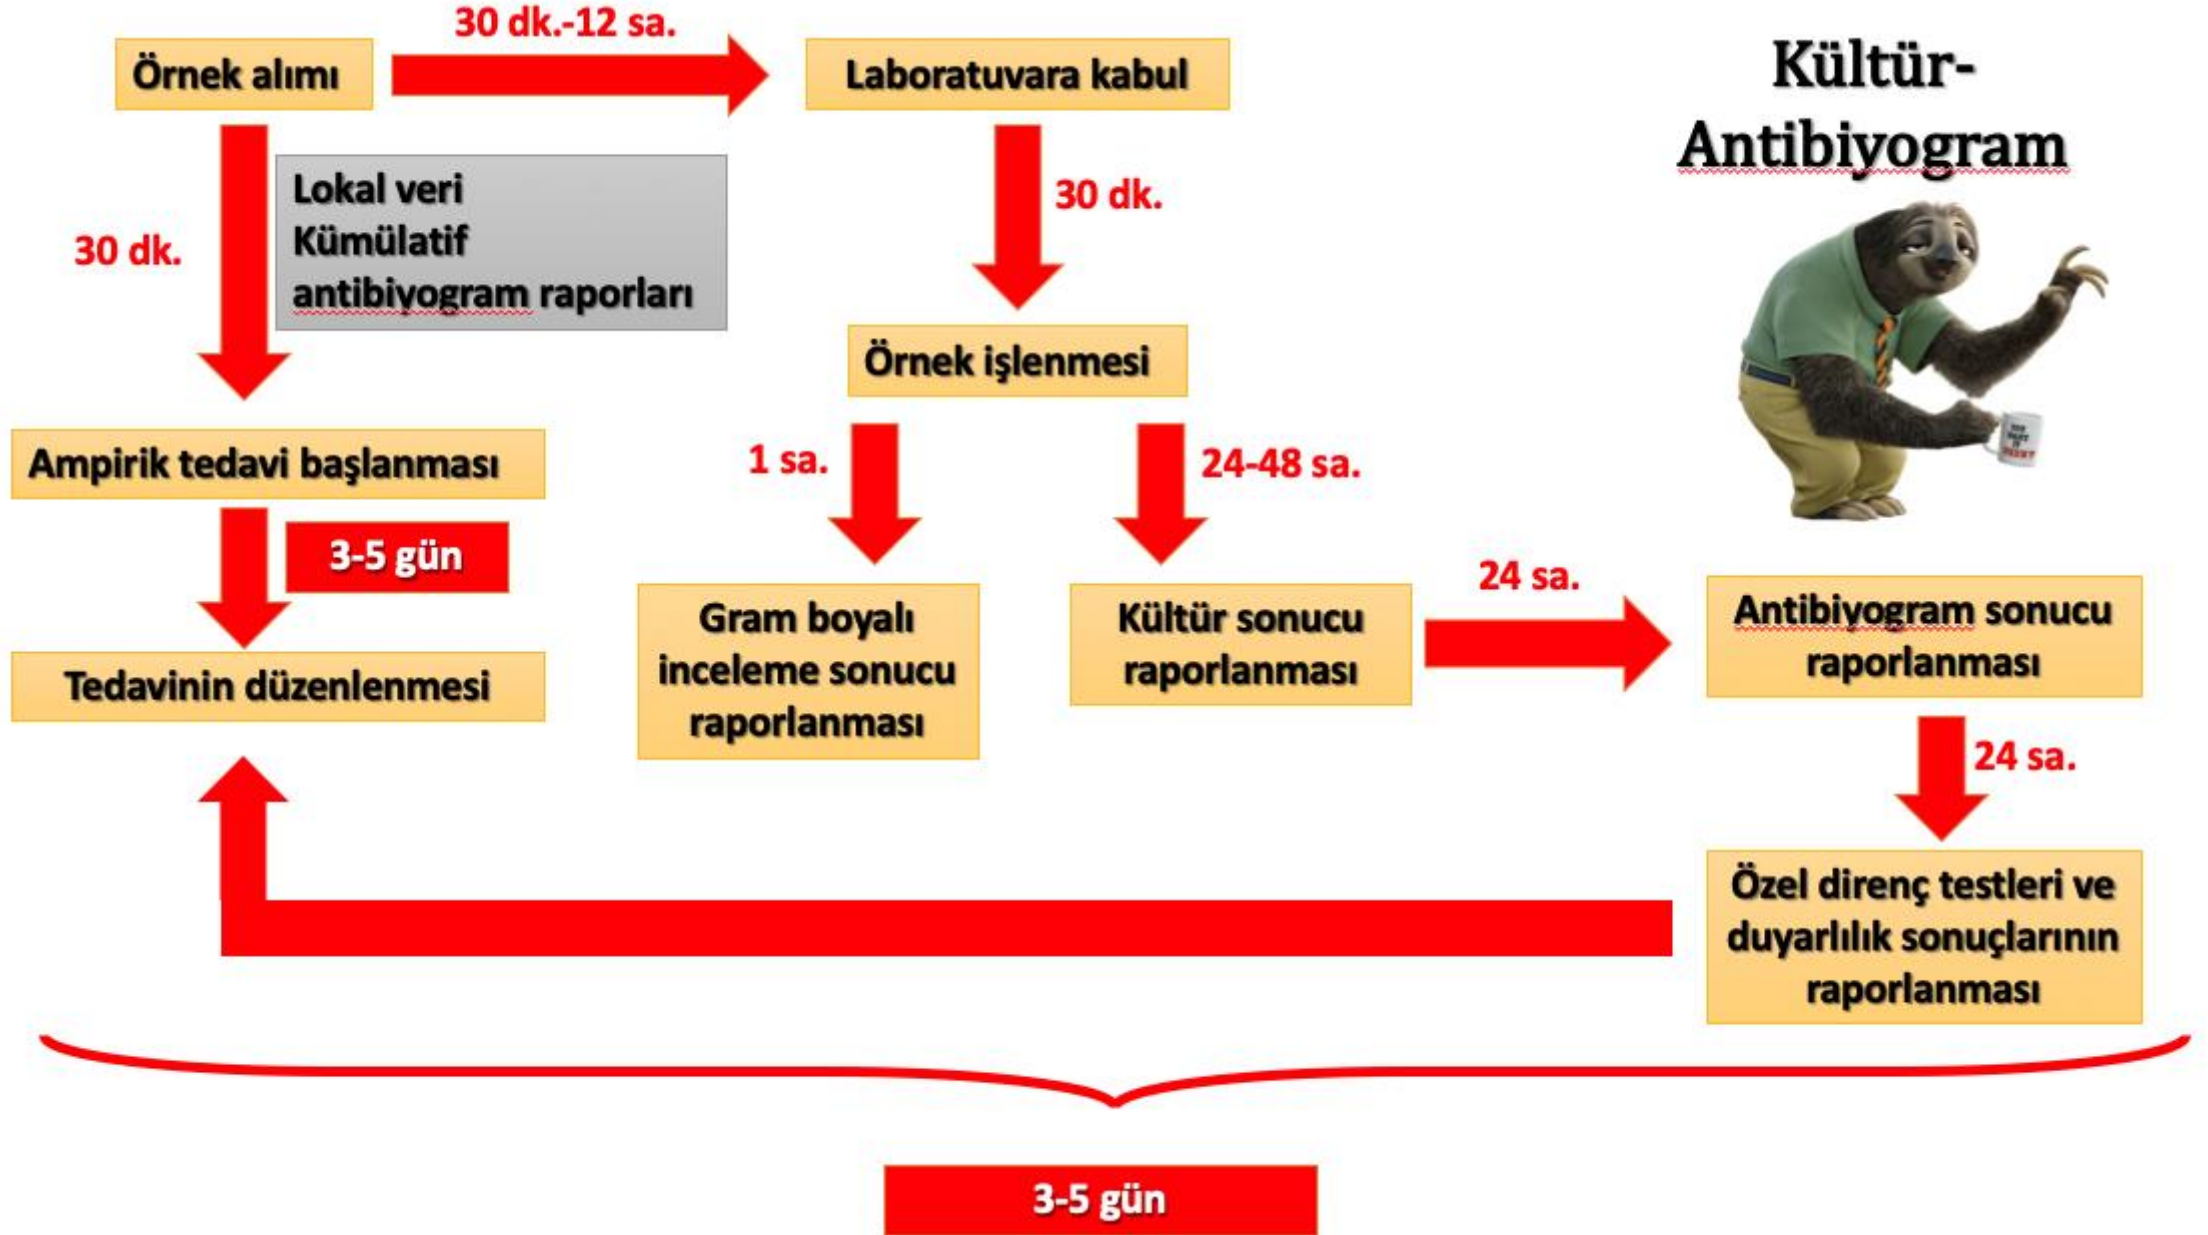 30 dk.-12 sa.
Örnek alımı
Laboratuvara kabul
Kültür-
Antibiyogram
Lokal veri
Kümülatif
antibiyogram raporları
30 dk.
30 dk.
Örnek işlenmesi
Ampirik tedavi başlanması
1 sa.
24-48 sa.
3-5 gün
24 sa.
Tedavinin düzenlenmesi
Gram boyalı
inceleme sonucu
raporlanması
Kültür sonucu
raporlanması
Antibiyogram sonucu
raporlanması
24 sa.
Özel direnç testleri ve
duyarlılık sonuçlarının
raporlanması
3-5 gün